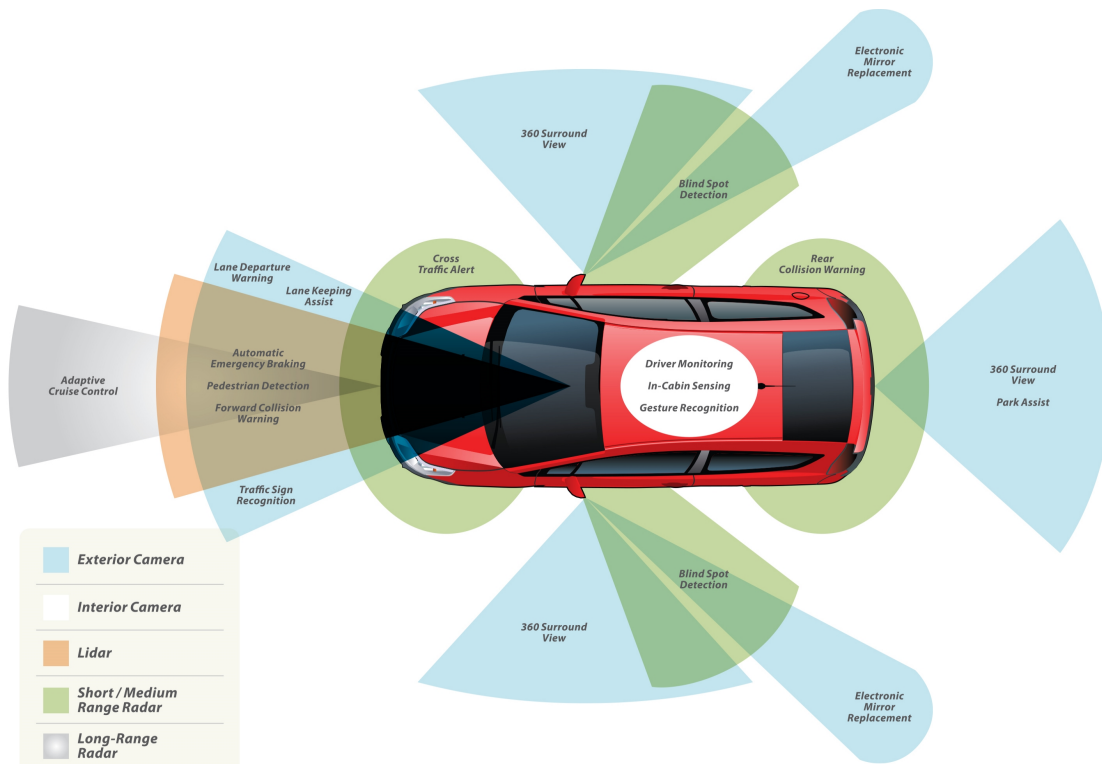 Electronic
Mirror
Replacement
360 Surround
View
Blind Spot
Detection
Cross
Traffic Alert
Rear
Collision Warning
Lane Departure
Warning
Lane Keeping
Assist
Automatic
Emergency Braking
Pedestrian Detection
Forward Collision
Warning
Adaptive
Cruise Control
Driver Monitoring
In-Cabin Sensing
Gesture Recognition
360 Surround
View
Park Assist
Traffic Sign
Recognition
Blind Spot
Detection
360 Surround
View
Electronic
Mirror
Replacement
Exterior Camera
Interior Camera
Lidar
Short / Medium
Range Radar
Long-Range
Radar